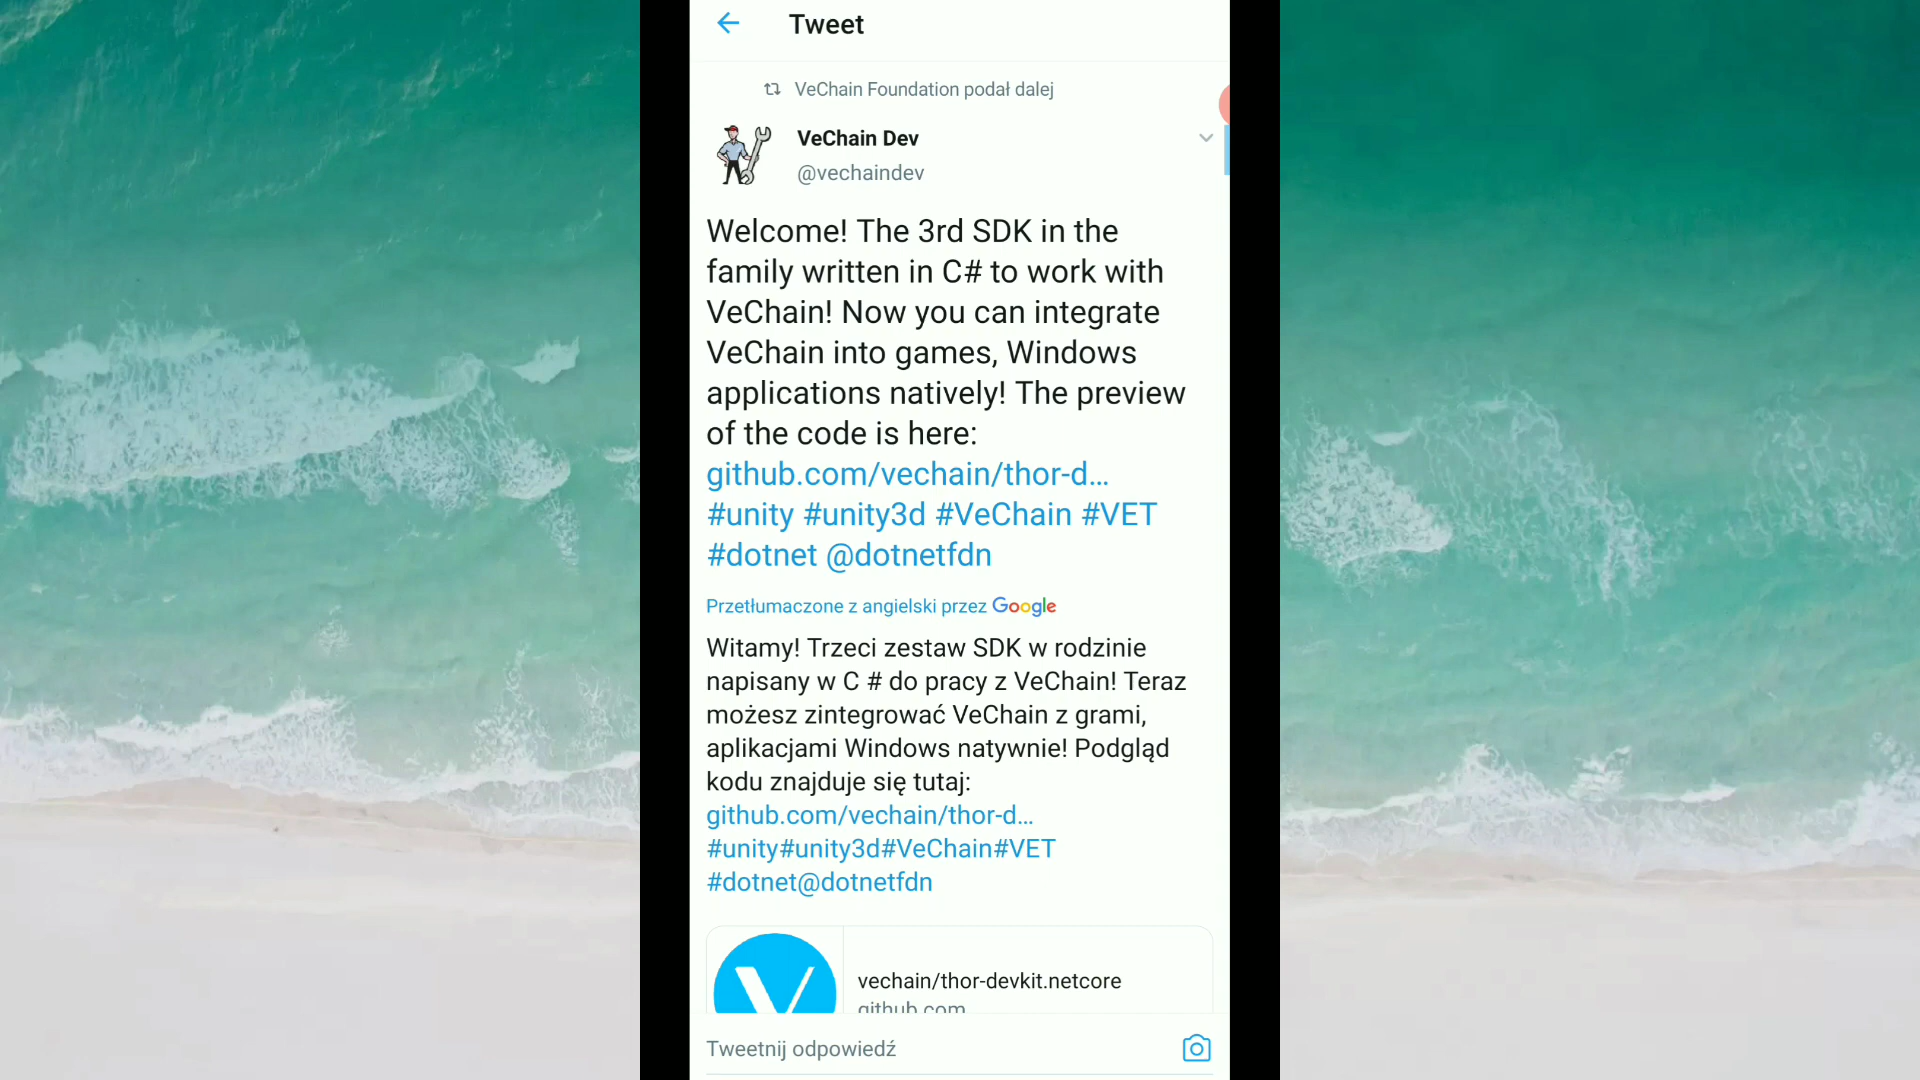 Tweet
VeChain Foundation podał dalej
VeChain Dev
@vechaindev
Welcome! The 3rd SDK in the
family written in C# to work with
VeChain! Now you can integrate
VeChain into games, Windows
applications natively! The preview
of the code is here:
github.com/vechain/thor-d...
#unity #unity3d #VeChain #VET
#dotnet @dotnetfdn
Przetłumaczone z angielski przez Google
Witamy! Trzeci zestaw SDK w rodzinie
napisany w C # do pracy z VeChain! Teraz
możesz zintegrować VeChain z grami,
aplikacjami Windows natywnie! Podgląd
kodu znajduje się tutaj:
github.com/vechain/thor-d...
#unity#unity3d#VeChain#VET
#dotnet@dotnetfdn
vechain/thor-devkit.netcore
github.com
Tweetnij odpowiedź